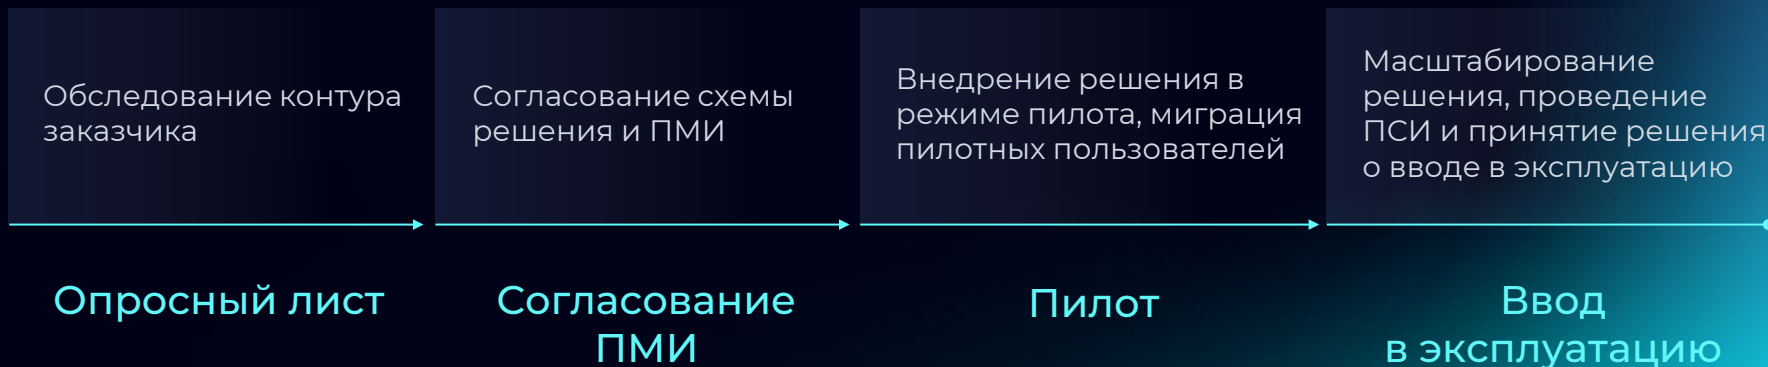 Обследование контура
заказчика
Согласование схемы
решения и ПМИ
Внедрение решения в
режиме пилота, миграция
пилотных пользователей
Масштабирование
решения, проведение
ПСИ и принятие решения
о вводе в эксплуатацию
Опросный лист
Согласование
ПМИ
Пилот
Ввод
в эксплуатацию